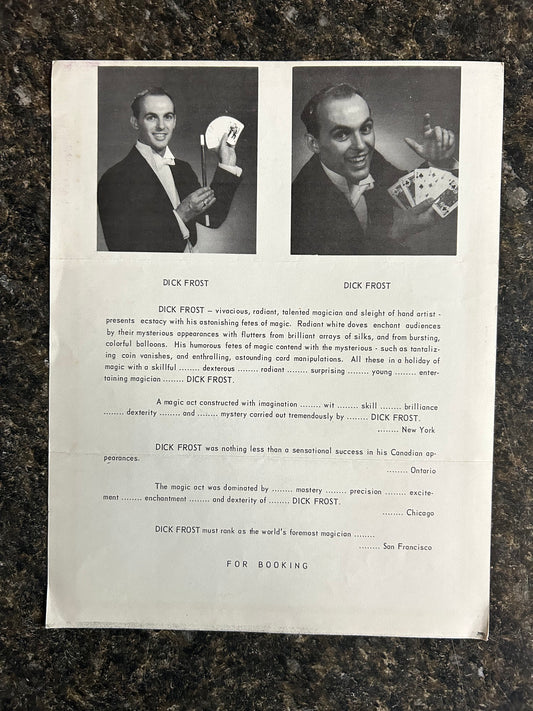 DICK FROST
DICK FROST
DICK FROST – vivacious, radiant, talented magician and sleight of hand artist -
presents ecstacy with his astonishing fetes of magic. Radiant white doves enchant audiences
by their mysterious appearances with flutters from brilliant arrays of silks, and from bursting,
colorful balloons. His humorous fetes of magic contend with the mysterious - such as tantaliz-
ing coin vanishes, and enthralling, astounding card manipulations. All these in a holiday of
magic with a skillful ........ dexterous ........ radiant ........ surprising ........ young ........ enter-
taining magician ........ DICK FROST.
A magic act constructed with imagination ........ wit ........ skill ........ brilliance
........ dexterity ........ and ........ mystery carried out tremendously by ........ DICK FROST.
........ New York
DICK FROST was nothing less than a sensational success in his Canadian ap-
pearances.
........ Ontario
The magic act was dominated by ........ mastery ........ precision ........ excite-
ment ........ enchantment ........ and dexterity of ........ DICK FROST.
........ Chicago
DICK FROST must rank as the world's foremost magician ........
........ San Francisco
FOR BOOKING